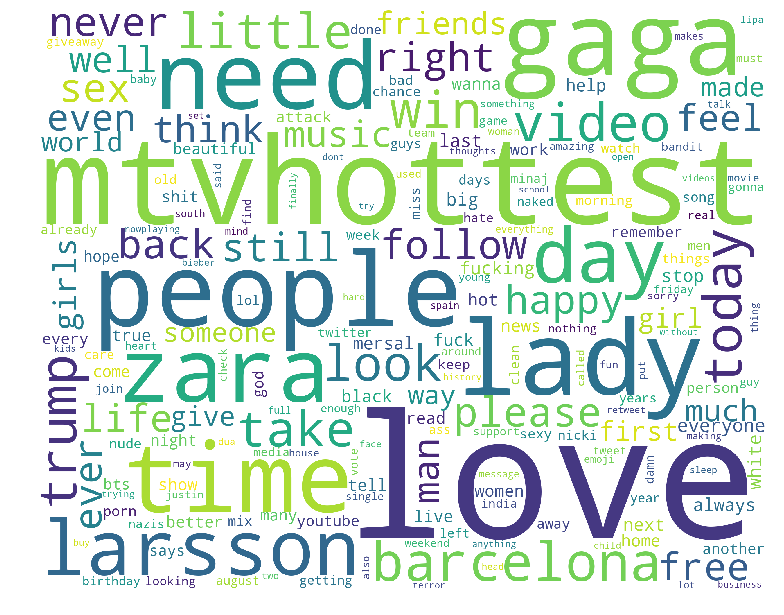 never little friends done gaga lipa
giveaway makes
well need right wanna help made must
baby bad
sex chance win something video feel
set attack game talk
even think music team woman bandit
world beautiful guys last work amazing
dont thoughts open
mtvhottest
said used watch
old minaj videos movie
shit finally try miss big days naked school morning song gonna
south find hate real
already nowplaying mind everything
back still week follow day remember men today
girls hope bieber fucking things
people young hot happy stop
lol hard spain friday sorry
every true someone twitter fuck news girl without thing
kids heart mersal nothing
care zara check around keep look lady
come god history clean called fun put guy
join black way years person
trump life give take full enough read please retweet much
nude night media ass support sexy nicki first everyone
ever time dua house face man love tweet making
may vote emoji damn white
bts show tell message women sleep
trying justin single india year always
porn nazis better mix many youtube live left away next
larsson says weekend anything home another
buy birthday looking august two getting also barcelona child free
head terror lot business